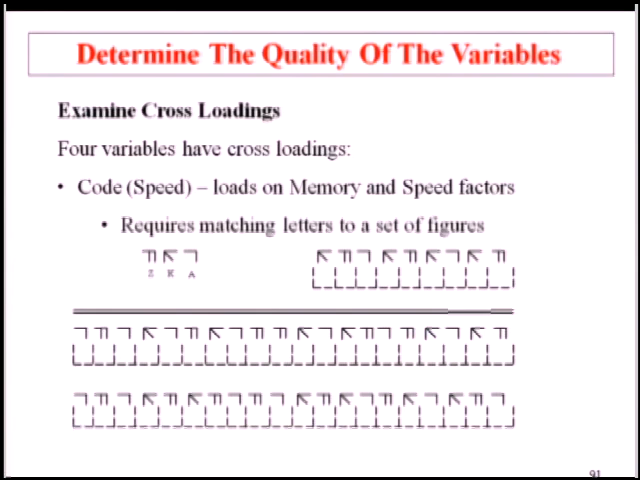 Determine The Quality Of The Variables
Examine Cross Loadings
Four variables have cross loadings:
• Code (Speed) – loads on Memory and Speed factors
• Requires matching letters to a set of figures
Z K A
91